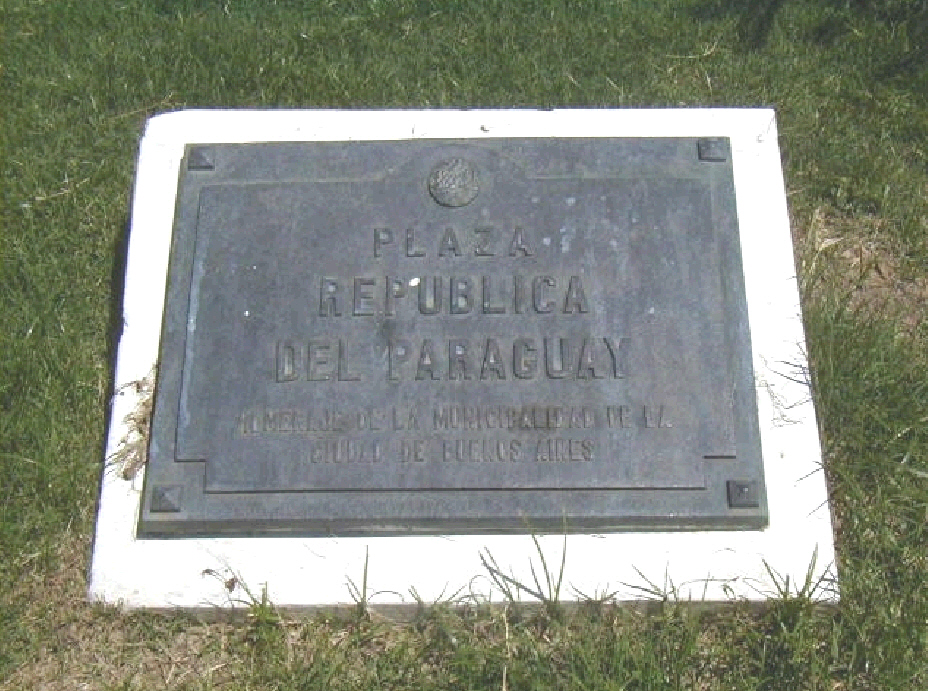 PLAZA
REPUBLICA
DEL PARAGUAY
HOMENAJE DE LA MUNICIPALIDAD DE LA
CIUDAD DE BUENOS AIRES